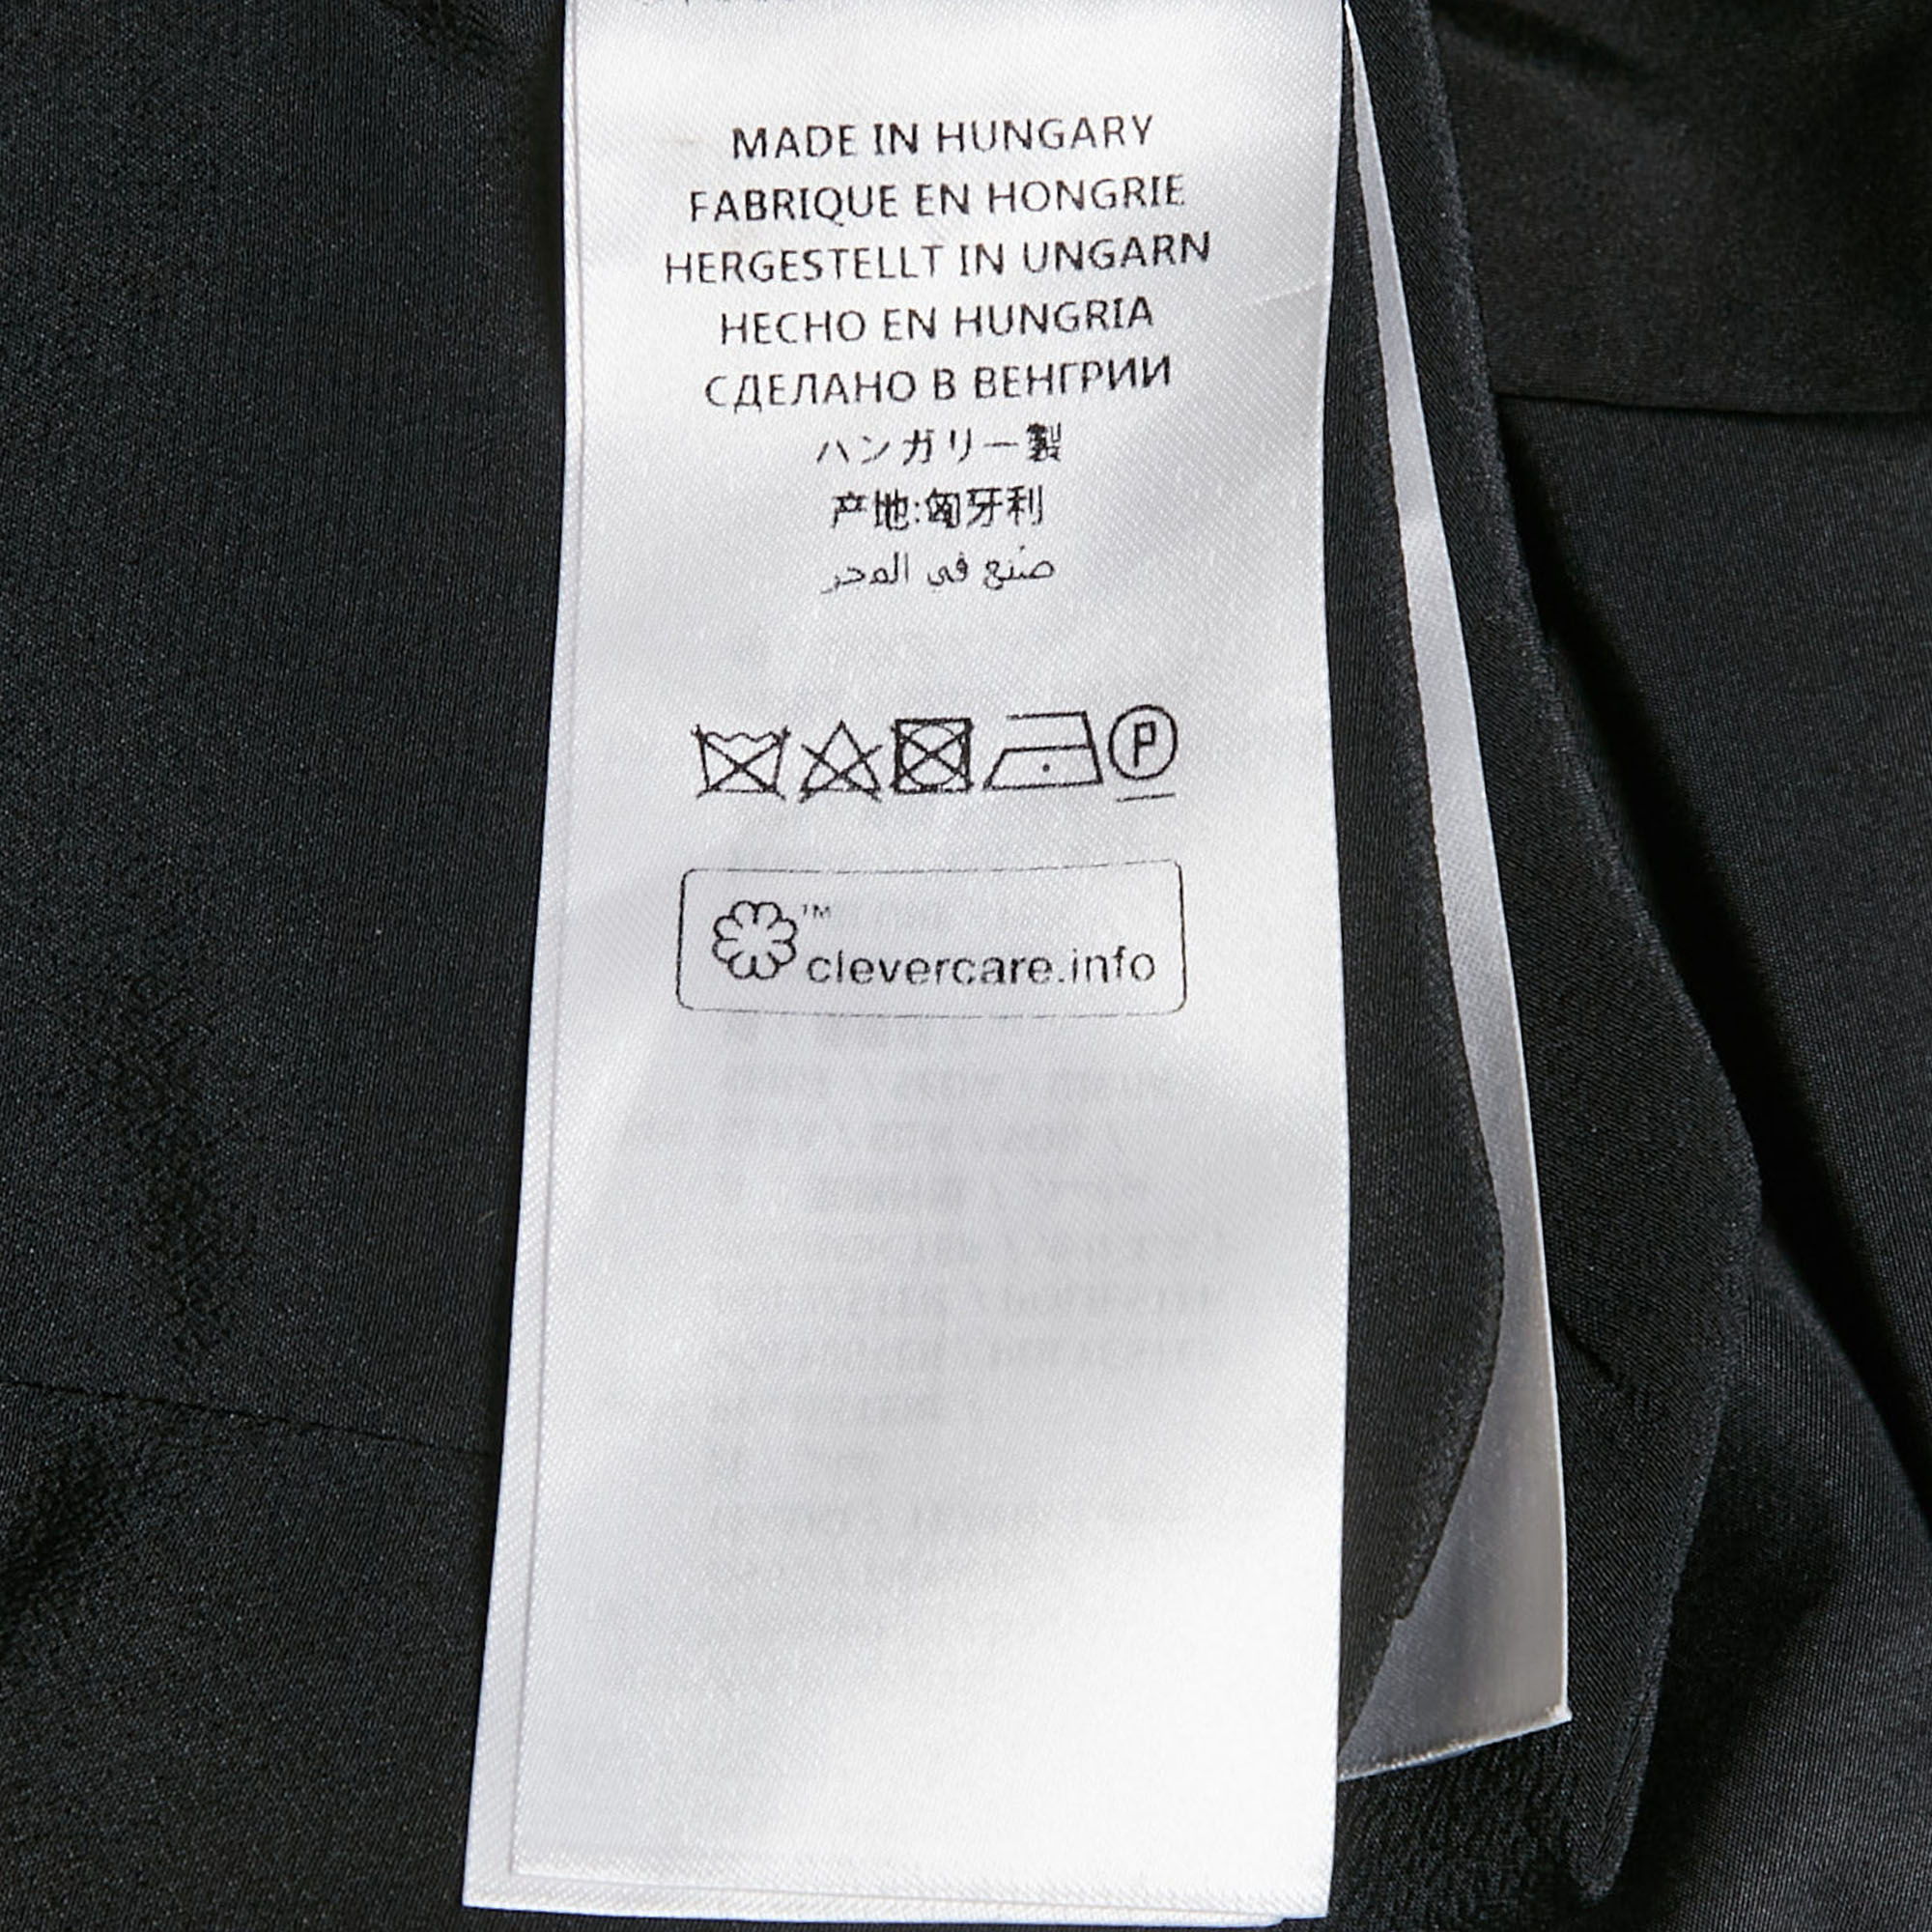 MADE IN HUNGARY
FABRIQUE EN HONGRIE
HERGESTELLT IN UNGARN
HECHO EN HUNGRIA
СДЕЛАНО В ВЕНГРИИ
ハンガリー製
产地:匈牙利
صنع في المجر
P
™
clevercare.info